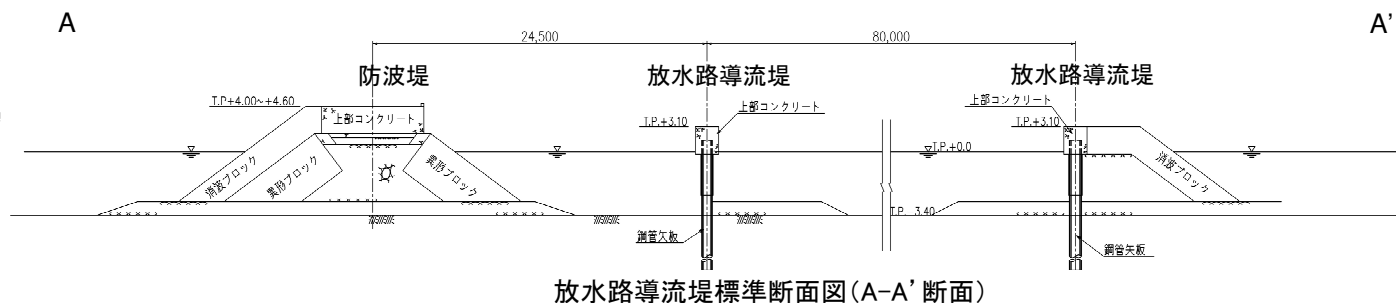 A
A'
24,500
80,000
防波堤
放水路導流堤
放水路導流堤
T.P+4.00~+4.60
上部コンクリート
T.P.+3.10
上部コンクリート
上部コンクリート
T.P.+3.10
T.P.+0.0
消波ブロック
異形ブロック
異形ブロック
消波ブロック
T.P. 3.40
鋼管矢板
鋼管矢板
放水路導流堤標準断面図(A-A'断面)